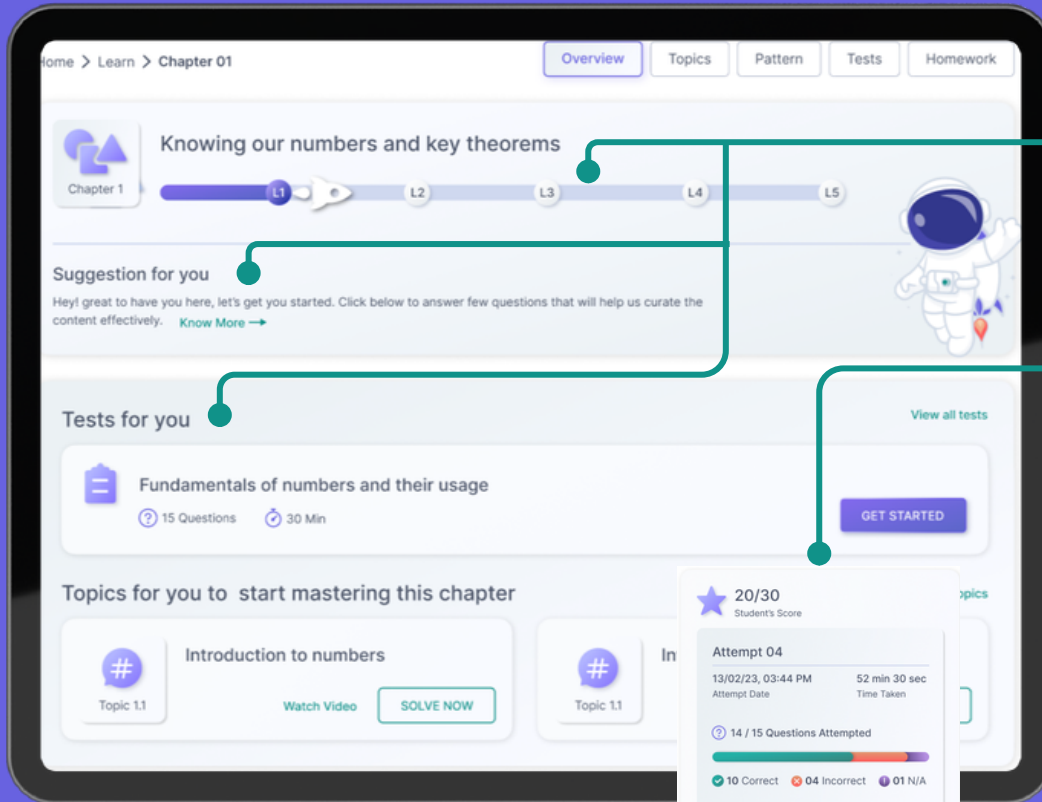 Home > Learn > Chapter 01
Overview
Topics
Pattern
Tests
Homework
Chapter 1
Knowing our numbers and key theorems
L1
L2
L3
L4
L5
Suggestion for you
Hey! great to have you here, let's get you started. Click below to answer few questions that will help us curate the
content effectively. Know More →
Tests for you
View all tests
Fundamentals of numbers and their usage
15 Questions
30 Min
GET STARTED
Topics for you to start mastering this chapter
opics
#
Topic 1.1
Introduction to numbers
Watch Video
SOLVE NOW
#
Topic 1.1
In
20/30
Student's Score
Attempt 04
13/02/23, 03:44 PM
Attempt Date
52 min 30 sec
Time Taken
14 / 15 Questions Attempted
10 Correct
04 Incorrect
01 N/A